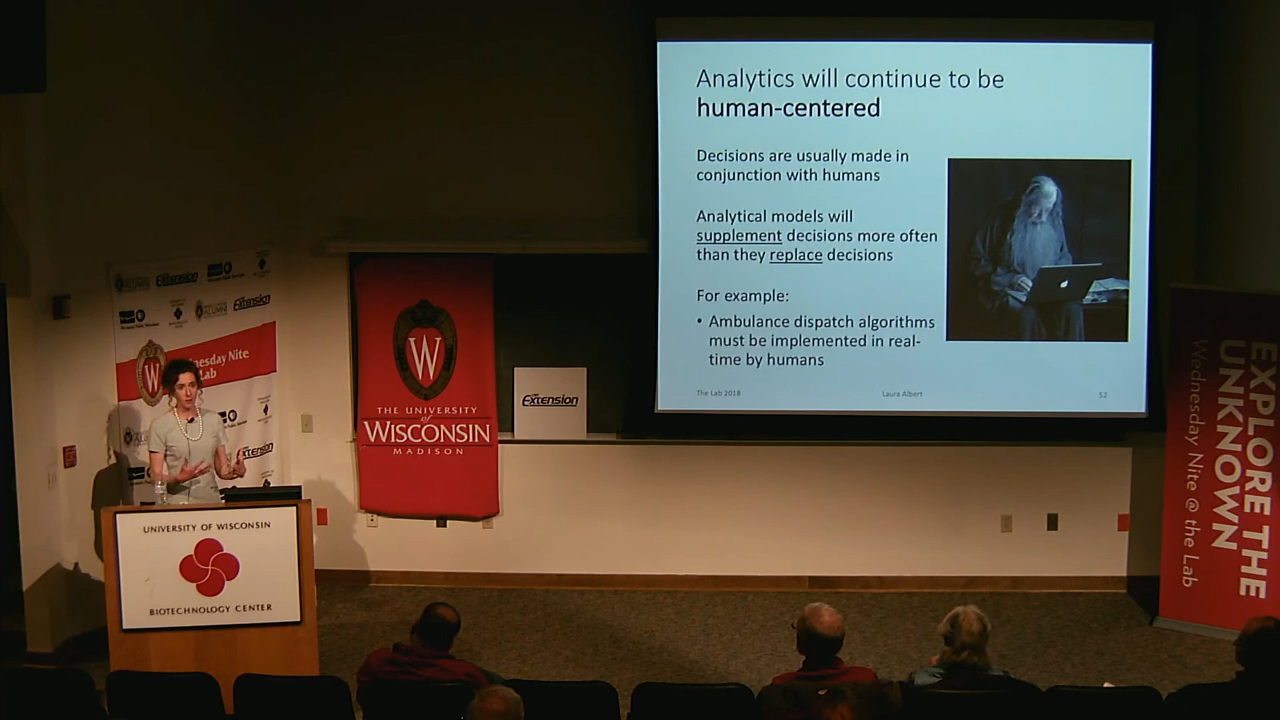 Analytics will continue to be
human-centered
Decisions are usually made in
conjunction with humans
Analytical models will
supplement decisions more often
than they replace decisions
For example:
• Ambulance dispatch algorithms
must be implemented in real-
time by humans
The Lab 2018
Laura Albert
52
Extension
Extension
nesday Nite
Lab
W
Extension
W
THE UNIVERSITY
of
WISCONSIN
MADISON
Extension
UNIVERSITY OF WISCONSIN
BIOTECHNOLOGY CENTER
EXPLORE THE
UNKNOWN
Wednesday Nite @ the Lab